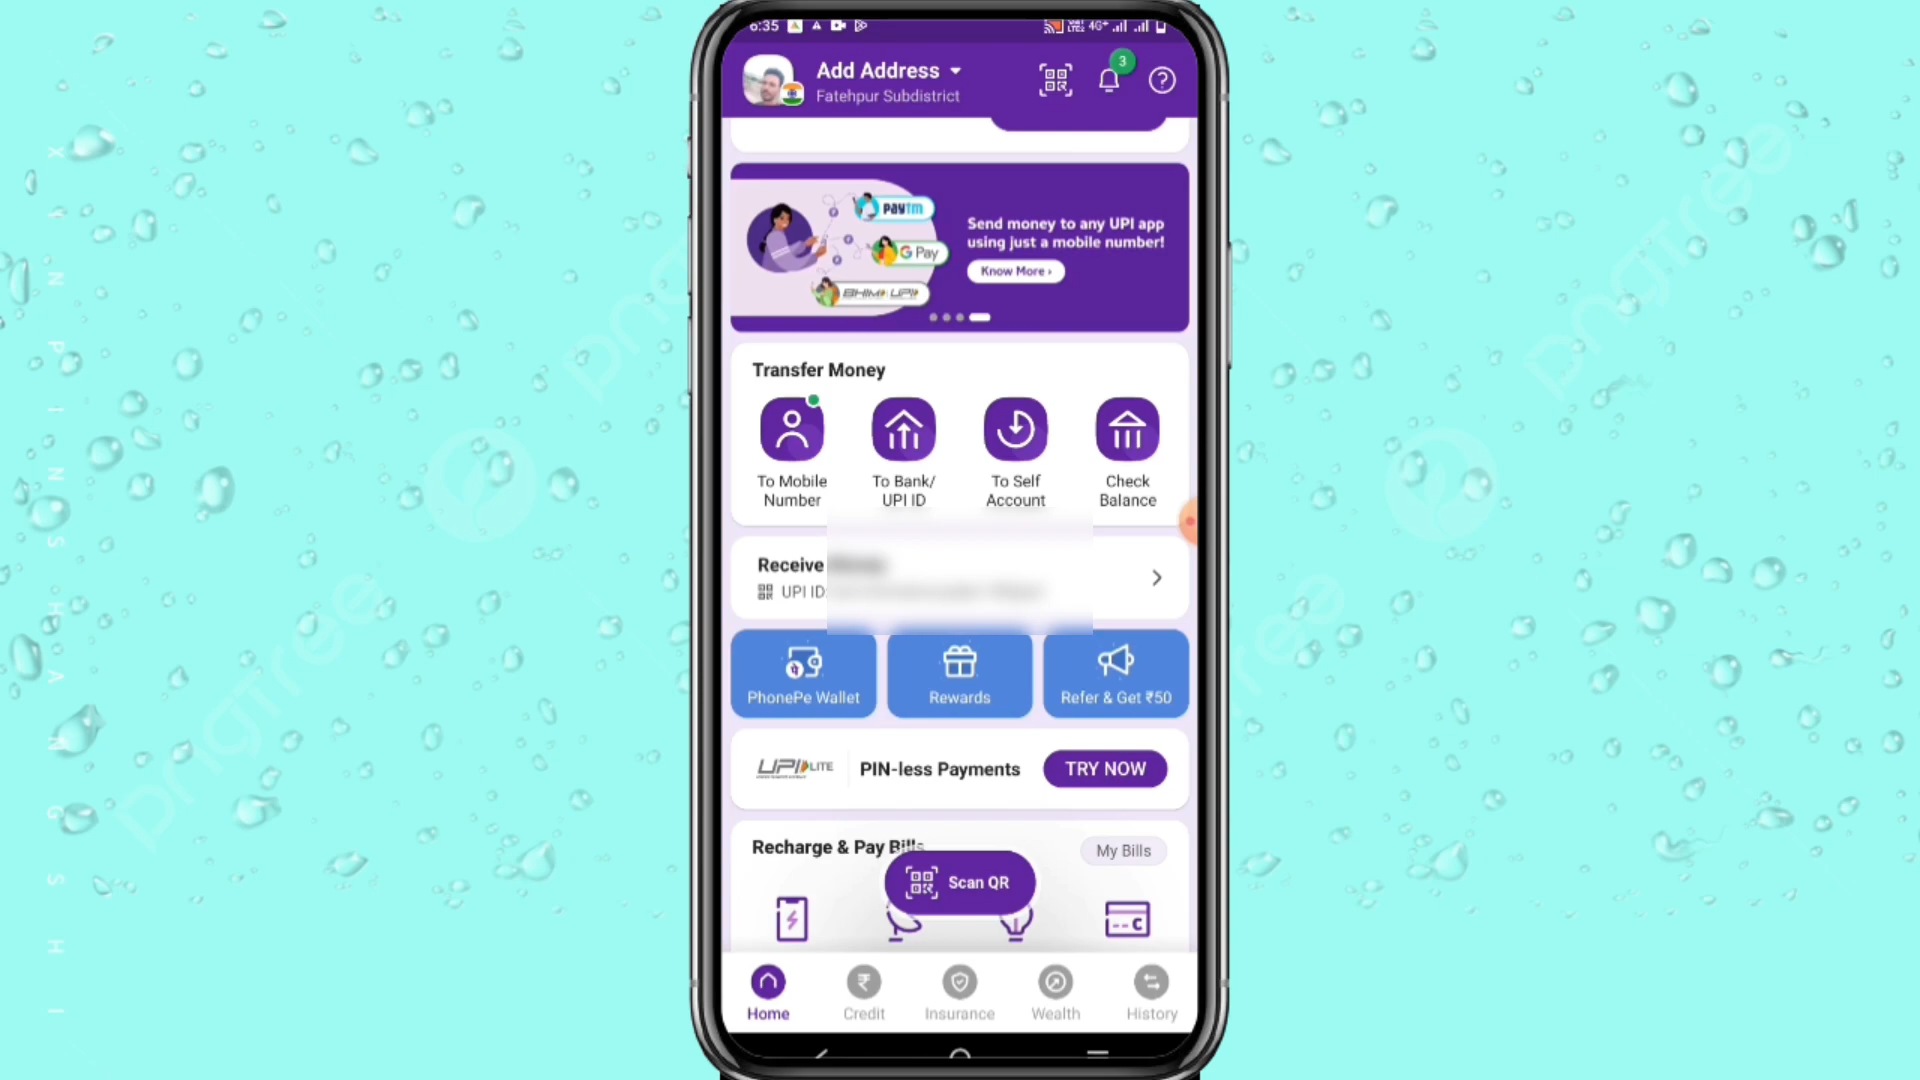 6:35
4G+
Add Address
Fatehpur Subdistrict
3
Paytm
G Pay
BHIM UPI
Send money to any UPI app
using just a mobile number!
Know More ›
Transfer Money
To Mobile
Number
To Bank/
UPI ID
To Self
Account
Check
Balance
Receive
UPI ID:
PhonePe Wallet
Rewards
Refer & Get ₹50
UPI LITE
PIN-less Payments
TRY NOW
Recharge & Pay Bills
My Bills
Scan QR
Home
Credit
Insurance
Wealth
History
pngtree
XINPINSHANGSHI